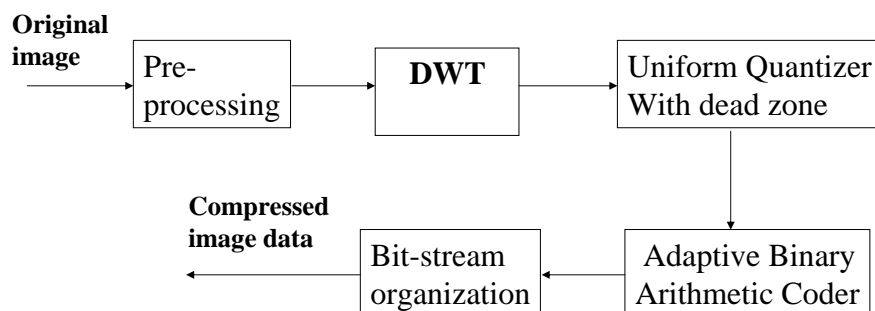 Original
image
Pre-
processing
DWT
Uniform Quantizer
With dead zone
Adaptive Binary
Arithmetic Coder
Bit-stream
organization
Compressed
image data